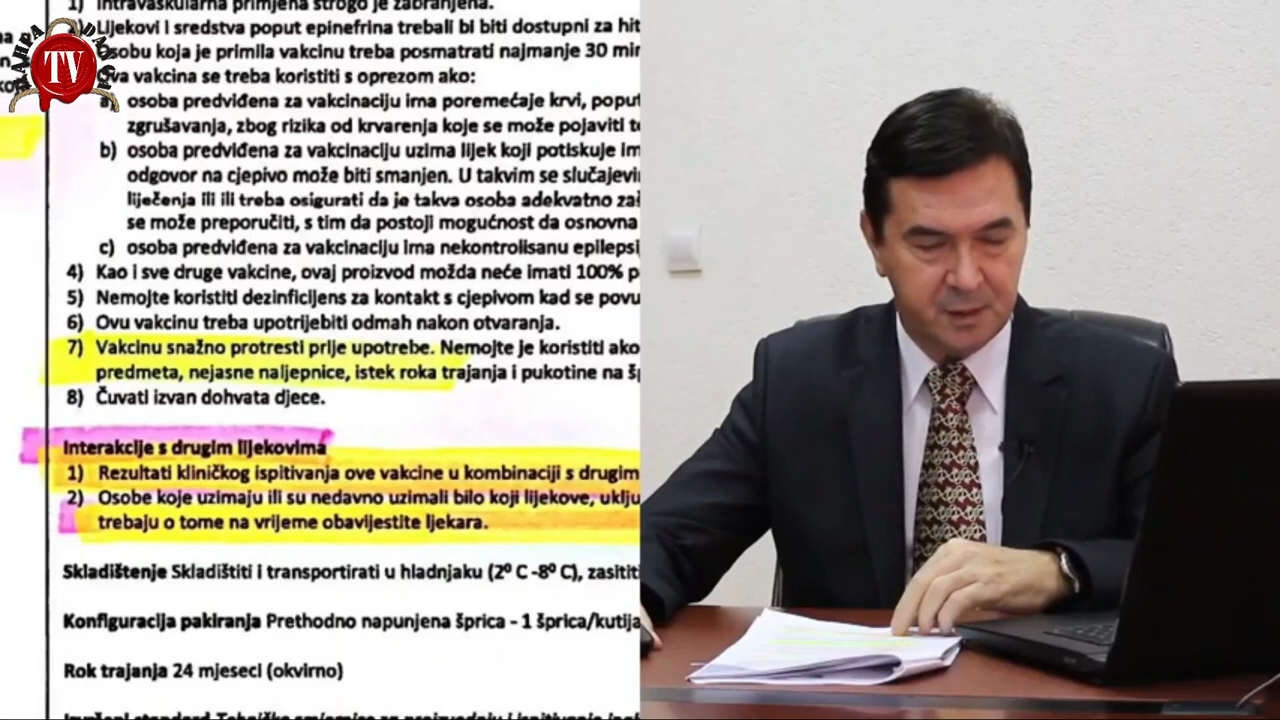 TV
1) Intravaskularna primjena strogo je zabranjena.
Lijekovi i sredstva poput epinefrina trebali bi biti dostupni za hit
osobu koja je primila vakcinu treba posmatrati najmanje 30 min
Ova vakcina se treba koristiti s oprezom ako:
a) osoba predviđena za vakcinaciju ima poremećaje krvi, poput
zgrušavanja, zbog rizika od krvarenja koje se može pojaviti
b) osoba predviđena za vakcinaciju uzima lijek koji potiskuje im
odgovor na cjepivo može biti smanjen. U takvim se slučajevi
liječenja ili ili treba osigurati da je takva osoba adekvatno
se može preporučiti, s tim da postoji mogućnost da osnovna
c) osoba predviđena za vakcinaciju ima nekontrolisanu epilepsi
4) Kao i sve druge vakcine, ovaj proizvod možda neće imati 100% p
5) Nemojte koristiti dezinficijens za kontakt s cjepivom kad se povu
6) Ovu vakcinu treba upotrijebiti odmah nakon otvaranja.
7) Vakcinu snažno protresti prije upotrebe. Nemojte je koristiti ako
predmeta, nejasne naljepnice, istek roka trajanja i pukotine na
8) Čuvati izvan dohvata djece.
Interakcije s drugim lijekovima
1) Rezultati kliničkog ispitivanja ove vakcine u kombinaciji s drugim
2) Osobe koje uzimaju ili su nedavno uzimali bilo koji lijekove, uklju
trebaju o tome na vrijeme obavijestite ljekara.
Skladištenje Skladištiti i transportirati u hladnjaku (2⁰ C -8⁰ C), zasititi
Konfiguracija pakiranja Prethodno napunjena šprica - 1 šprica/kutija
Rok trajanja 24 mjeseci (okvirno)